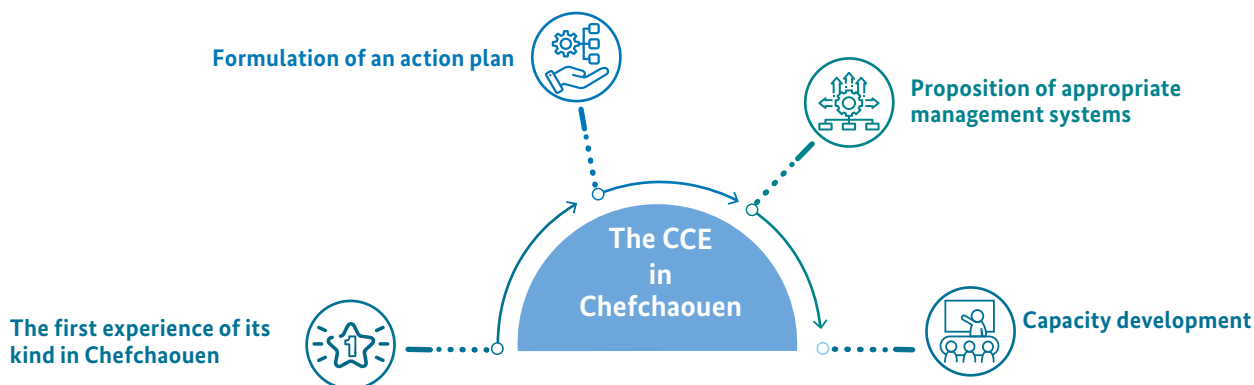 Formulation of an action plan
Proposition of appropriate
management systems
The CCE
in
Chefchaouen
The first experience of its
kind in Chefchaouen
1
Capacity development